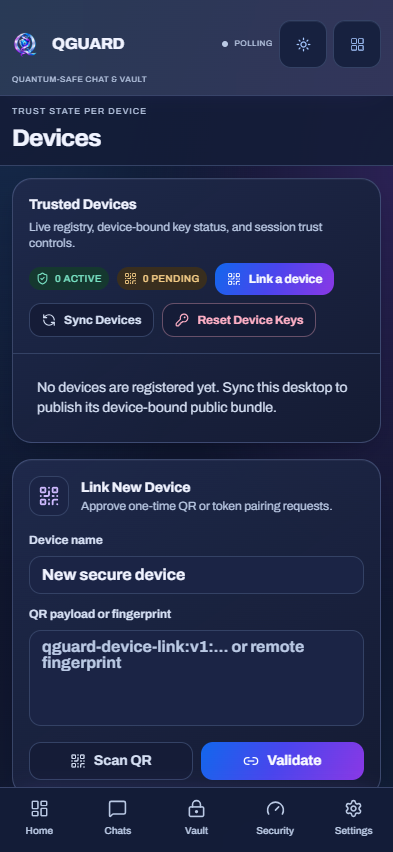 QGUARD
POLLING
QUANTUM-SAFE CHAT & VAULT
TRUST STATE PER DEVICE
Devices
Trusted Devices
Live registry, device-bound key status, and session trust
controls.
0 ACTIVE
0 PENDING
Link a device
Sync Devices
Reset Device Keys
No devices are registered yet. Sync this desktop to
publish its device-bound public bundle.
Link New Device
Approve one-time QR or token pairing requests.
Device name
New secure device
QR payload or fingerprint
qguard-device-link:v1:... or remote
fingerprint
Scan QR
Validate
Home
Chats
Vault
Security
Settings